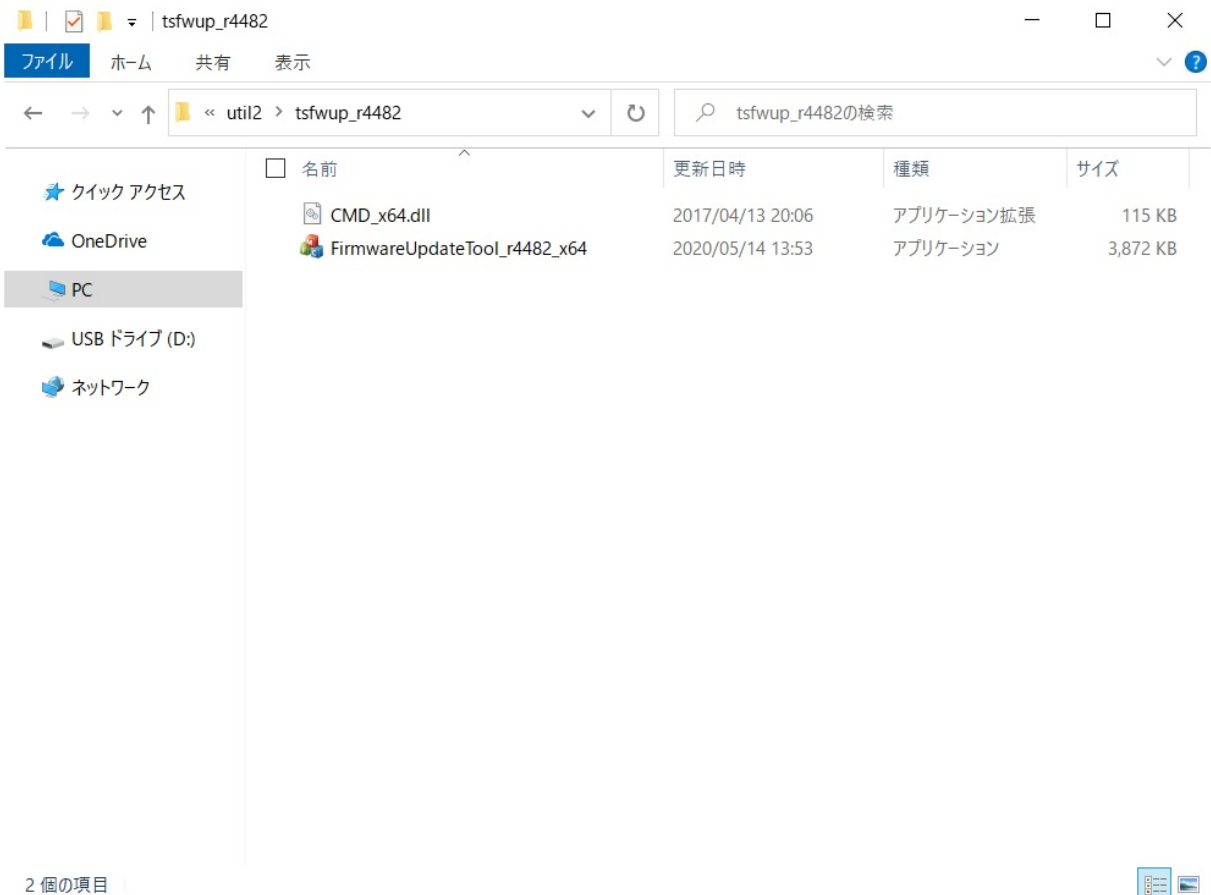 tsfwup_r4482
ファイル ホーム 共有 表示
« util2 > tsfwup_r4482 tsfwup_r4482の検索
名前 更新日時 種類 サイズ
クイック アクセス
CMD_x64.dll 2017/04/13 20:06 アプリケーション拡張 115 KB
OneDrive
FirmwareUpdateTool_r4482_x64 2020/05/14 13:53 アプリケーション 3,872 KB
PC
USB ドライブ (D:)
ネットワーク
2 個の項目